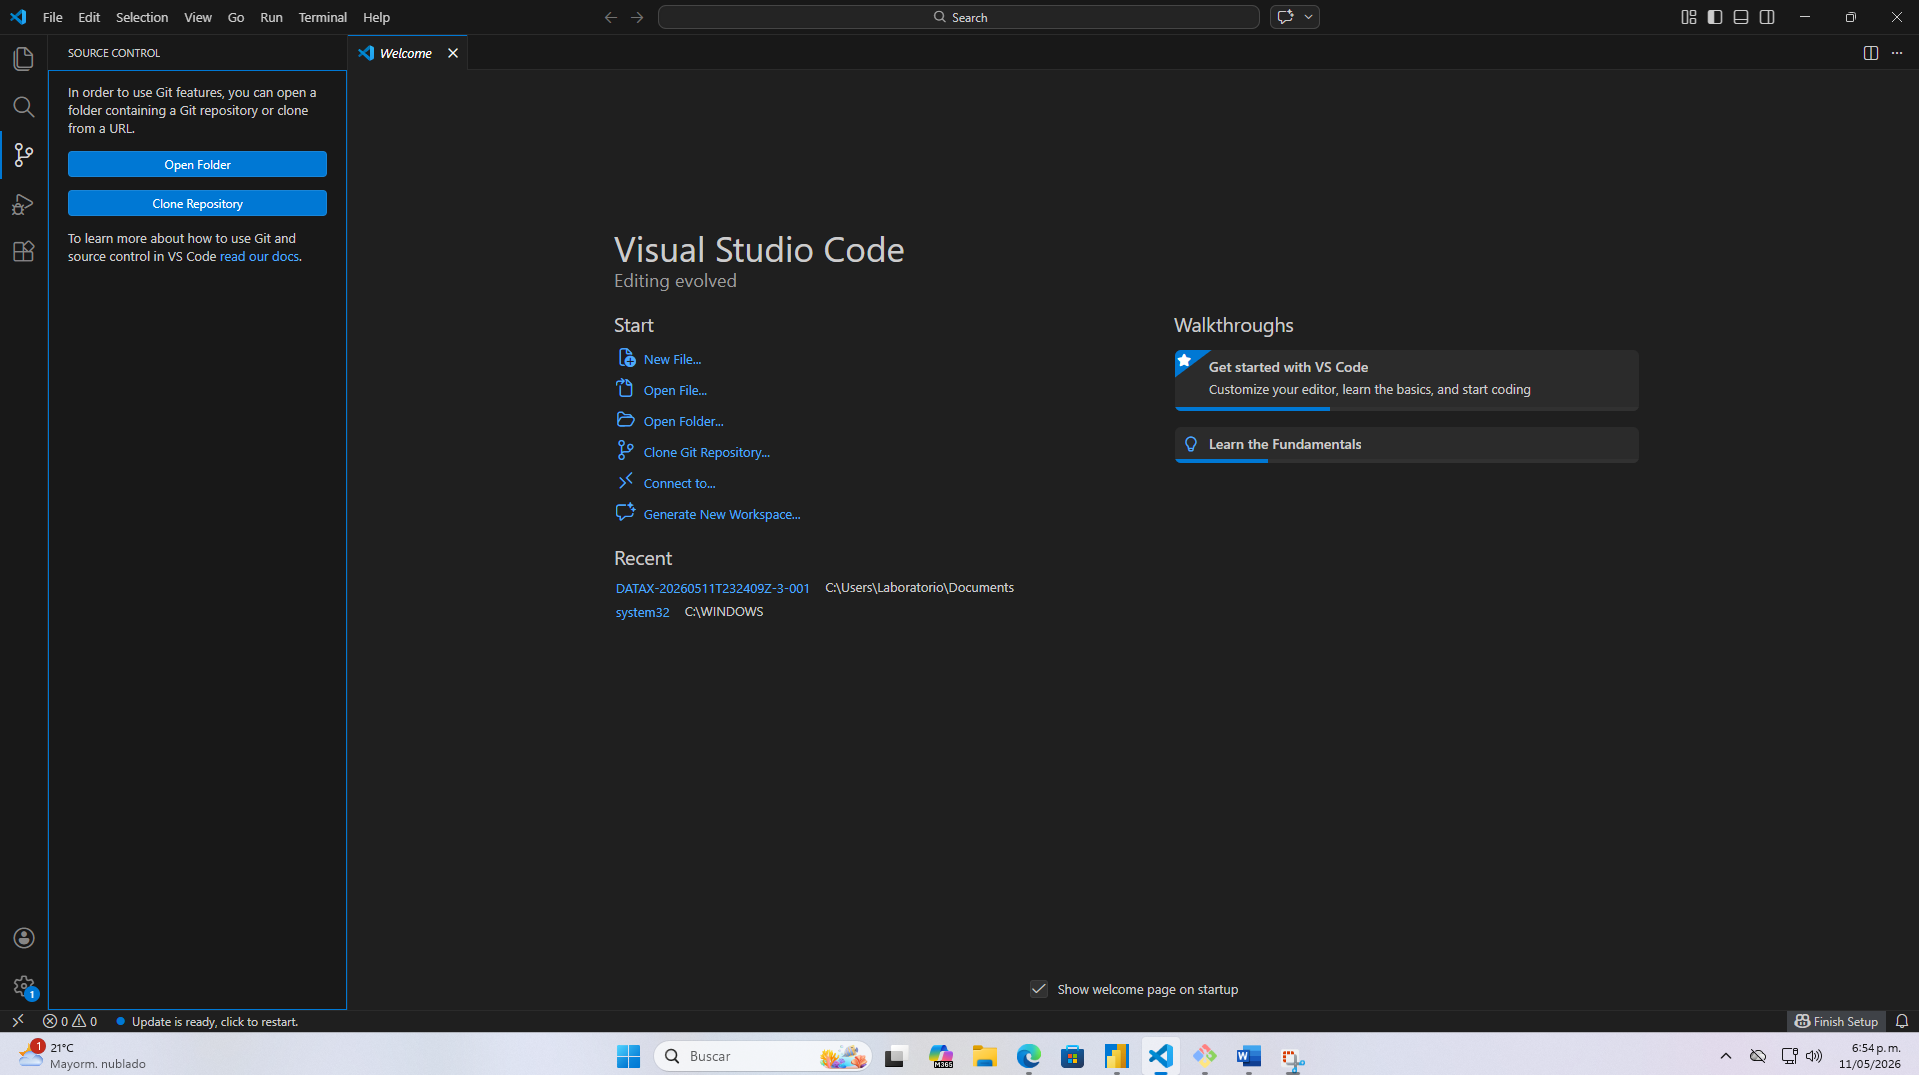 File Edit Selection View Go Run Terminal Help
Search
SOURCE CONTROL
Welcome
In order to use Git features, you can open a
folder containing a Git repository or clone
from a URL.
Open Folder
Clone Repository
To learn more about how to use Git and
source control in VS Code read our docs.
Visual Studio Code
Editing evolved
Start
New File...
Open File...
Open Folder...
Clone Git Repository...
Connect to...
Generate New Workspace...
Recent
DATAX-20260511T232409Z-3-001 C:\Users\Laboratorio\Documents
system32 C:\WINDOWS
Walkthroughs
Get started with VS Code
Customize your editor, learn the basics, and start coding
Learn the Fundamentals
Show welcome page on startup
1
0 0 Update is ready, click to restart.
Finish Setup
1
21°C
Mayorm. nublado
Buscar
M365
W
6:54 p. m.
11/05/2026